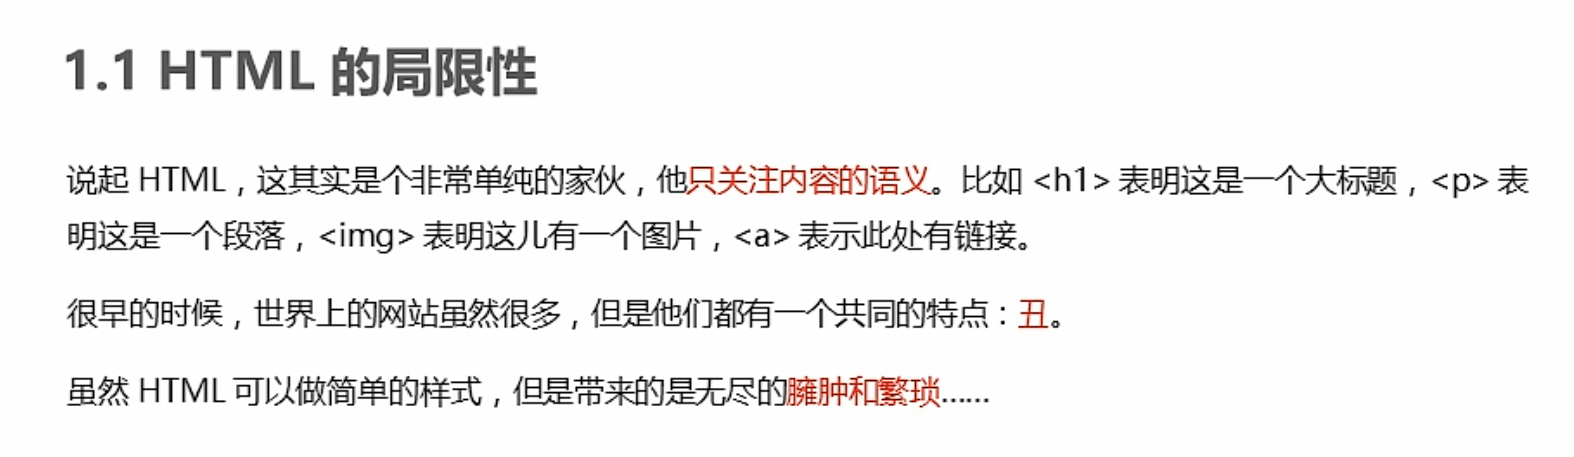 1.1 HTML 的局限性
说起 HTML，这其实是个非常单纯的家伙，他只关注内容的语义。比如 <h1> 表明这是一个大标题，<p> 表
明这是一个段落，<img> 表明这儿有一个图片，<a> 表示此处有链接。
很早的时候，世界上的网站虽然很多，但是他们都有一个共同的特点：丑。
虽然 HTML 可以做简单的样式，但是带来的是无尽的臃肿和繁琐……